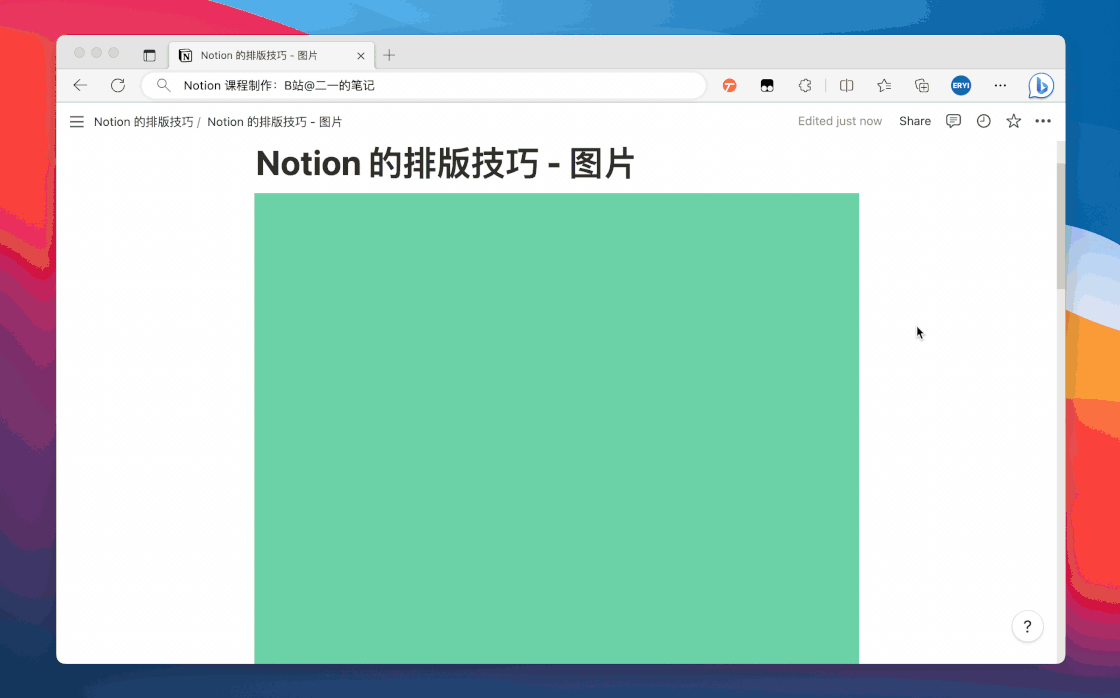 Notion 的排版技巧 - 图片
Notion 课程制作：B站@二一的笔记
ERYI
Notion 的排版技巧 / Notion 的排版技巧 - 图片
Edited just now
Share
Notion 的排版技巧 - 图片
?